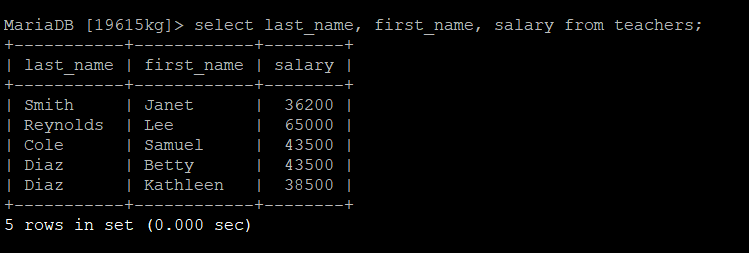 MariaDB [19615kg]> select last_name, first_name, salary from teachers;
+-----------+------------+--------+
| last_name | first_name | salary |
+-----------+------------+--------+
| Smith     | Janet      |  36200 |
| Reynolds  | Lee        |  65000 |
| Cole      | Samuel     |  43500 |
| Diaz      | Betty      |  43500 |
| Diaz      | Kathleen   |  38500 |
+-----------+------------+--------+
5 rows in set (0.000 sec)